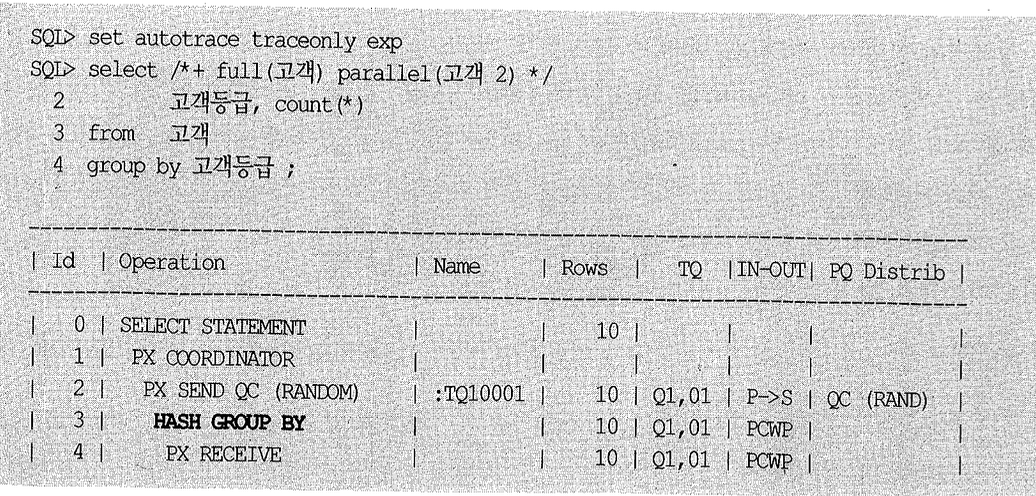 SQL> set autotrace traceonly exp
SQL> select /*+ full(고객) parallel(고객 2) */
2 고객등급, count(*)
3 from 고객
4 group by 고객등급 ;
| Id | Operation | Name | Rows | TQ |IN-OUT| PQ Distrib |
| 0 | SELECT STATEMENT | | 10 | | | |
| 1 | PX COORDINATOR | | | | | |
| 2 | PX SEND QC (RANDOM) | :TQ10001 | 10 | Q1,01 | P->S | QC (RAND) |
| 3 | HASH GROUP BY | | 10 | Q1,01 | PCWP | |
| 4 | PX RECEIVE | | 10 | Q1,01 | PCWP | |